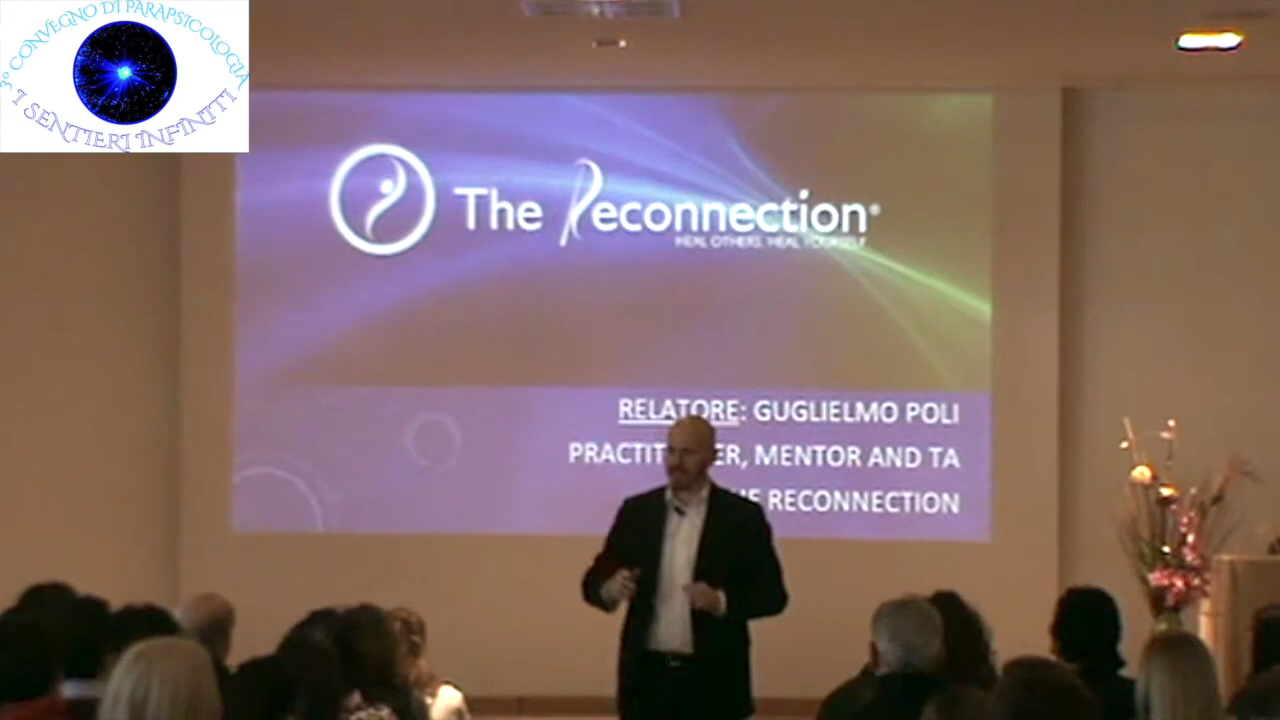 3° CONVEGNO DI PARAPSICOLOGIA
I SENTIERI INFINITI
The Reconnection®
HEAL OTHERS, HEAL YOURSELF
RELATORE: GUGLIELMO POLI
MENTOR AND TA
RECONNECTION